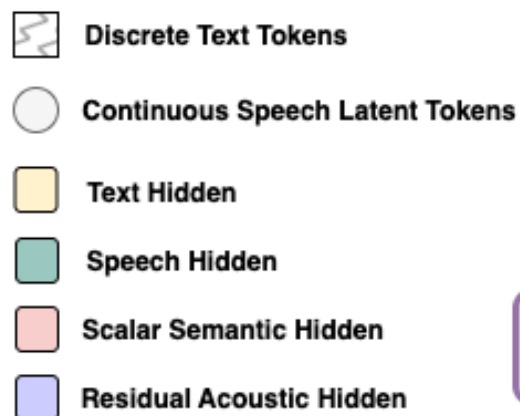 Discrete Text Tokens
Continuous Speech Latent Tokens
Text Hidden
Speech Hidden
Scalar Semantic Hidden
Residual Acoustic Hidden